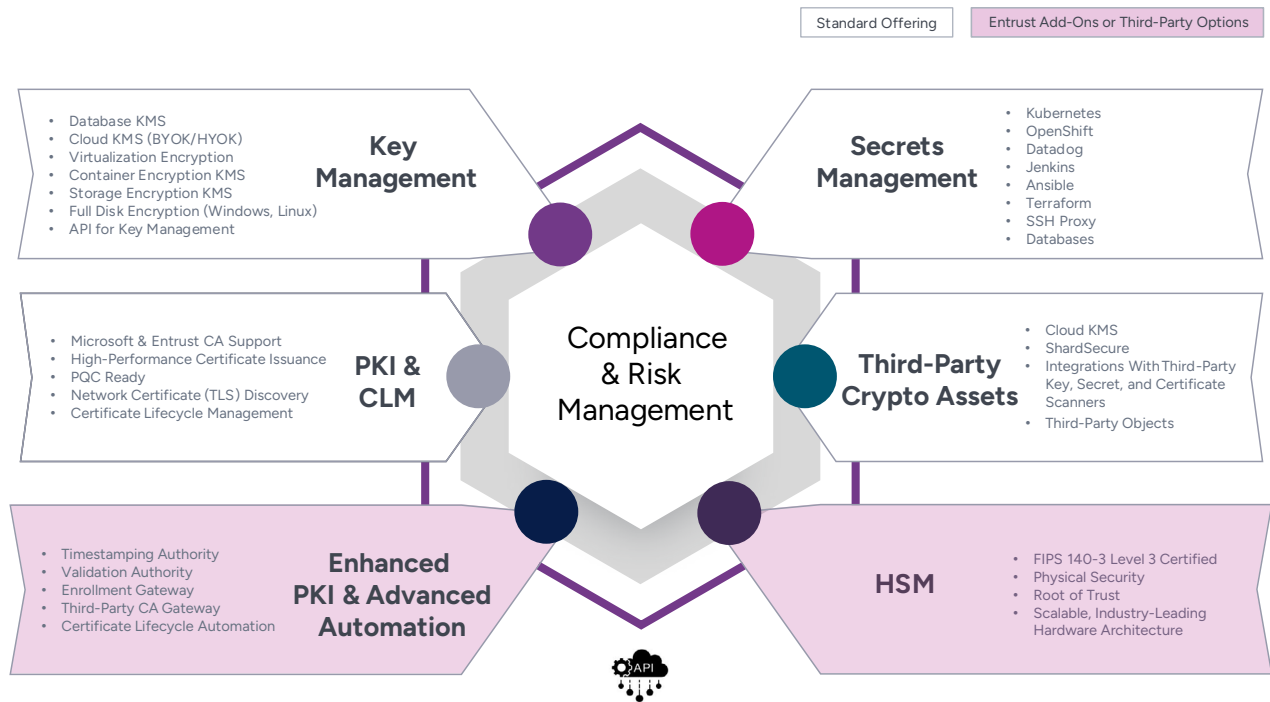 Standard Offering
Entrust Add-Ons or Third-Party Options
• Database KMS
• Cloud KMS (BYOK/HYOK)
• Virtualization Encryption
• Container Encryption KMS
• Storage Encryption KMS
• Full Disk Encryption (Windows, Linux)
• API for Key Management
Key
Management
Secrets
Management
• Kubernetes
• OpenShift
• Datadog
• Jenkins
• Ansible
• Terraform
• SSH Proxy
• Databases
• Microsoft & Entrust CA Support
• High-Performance Certificate Issuance
• PQC Ready
• Network Certificate (TLS) Discovery
• Certificate Lifecycle Management
PKI &
CLM
Compliance
& Risk
Management
Third-Party
Crypto Assets
• Cloud KMS
• ShardSecure
• Integrations With Third-Party
Key, Secret, and Certificate
Scanners
• Third-Party Objects
• Timestamping Authority
• Validation Authority
• Enrollment Gateway
• Third-Party CA Gateway
• Certificate Lifecycle Automation
Enhanced
PKI & Advanced
Automation
HSM
• FIPS 140-3 Level 3 Certified
• Physical Security
• Root of Trust
• Scalable, Industry-Leading
Hardware Architecture
API